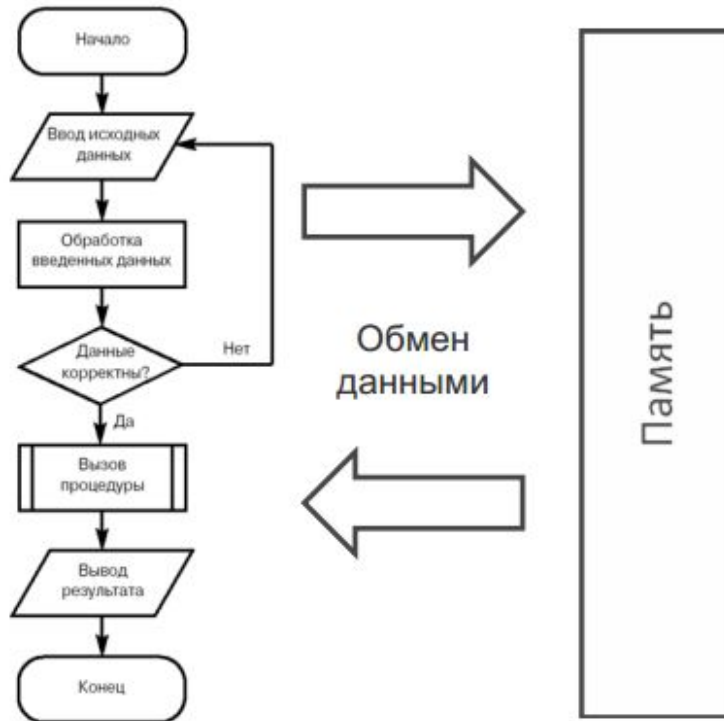 Начало
Ввод исходных
данных
Обработка
введенных данных
Данные
корректны?
Нет
Да
Вызов
процедуры
Вывод
результата
Конец
Обмен
данными
Память